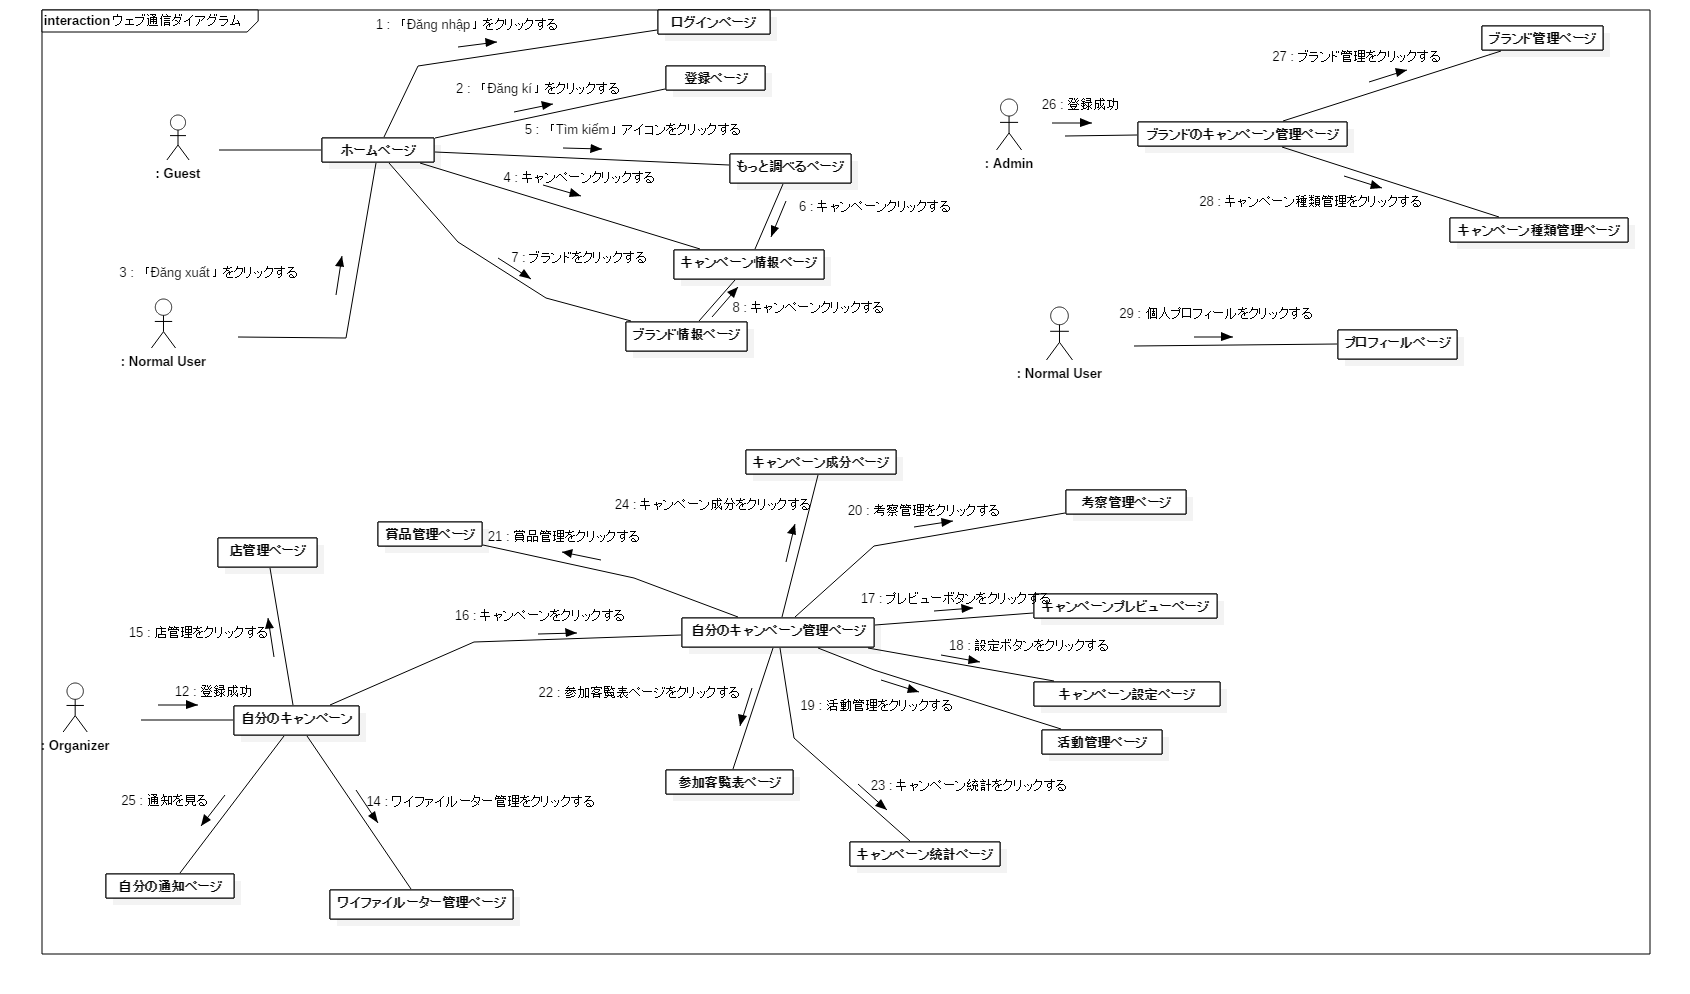 interaction ウェブ通信ダイアグラム
1 : 「Đăng nhập」をクリックする
ログインページ
2 : 「Đăng kí」をクリックする
登録ページ
5 : 「Tìm kiếm」アイコンをクリックする
: Guest
ホームページ
もっと調べるページ
4 : キャンペーンクリックする
6 : キャンペーンクリックする
7 : ブランドをクリックする
キャンペーン情報ページ
3 : 「Đăng xuất」をクリックする
8 : キャンペーンクリックする
: Normal User
ブランド情報ページ
27 : ブランド管理をクリックする
ブランド管理ページ
26 : 登録成功
: Admin
ブランドのキャンペーン管理ページ
28 : キャンペーン種類管理をクリックする
キャンペーン種類管理ページ
29 : 個人プロフィールをクリックする
プロフィールページ
: Normal User
キャンペーン成分ページ
24 : キャンペーン成分をクリックする
20 : 考察管理をクリックする
考察管理ページ
賞品管理ページ
21 : 賞品管理をクリックする
店管理ページ
17 : プレビューボタンをクリックする
キャンペーンプレビューページ
16 : キャンペーンをクリックする
自分のキャンペーン管理ページ
15 : 店管理をクリックする
18 : 設定ボタンをクリックする
キャンペーン設定ページ
22 : 参加客覧表ページをクリックする
19 : 活動管理をクリックする
12 : 登録成功
自分のキャンペーン
: Organizer
活動管理ページ
参加客覧表ページ
23 : キャンペーン統計をクリックする
25 : 通知を見る
14 : ワイファイルーター管理をクリックする
キャンペーン統計ページ
自分の通知ページ
ワイファイルーター管理ページ